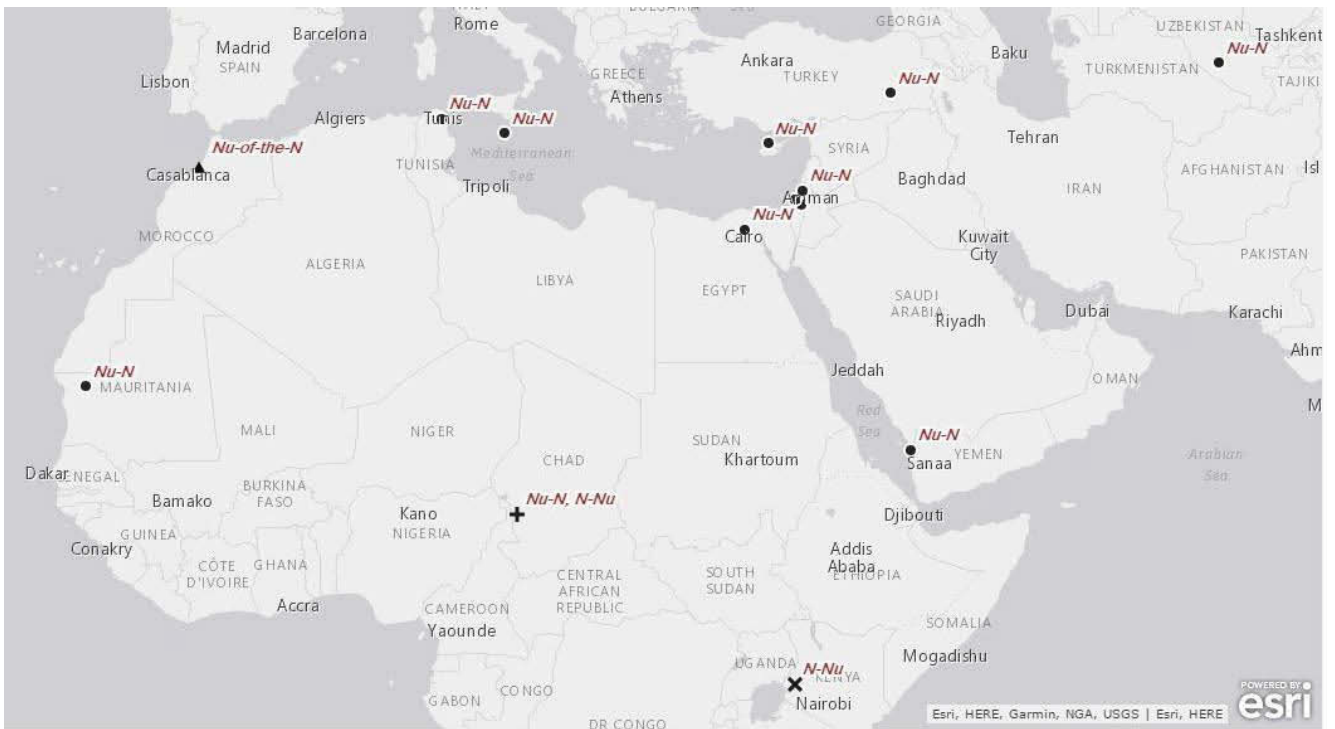 BULGARIA
Sea
Rome
GEORGIA
UZBEKISTAN
Tashkent
Barcelona
Madrid
SPAIN
Baku
Nu-N
Ankara
TURKEY
Nu-N
TURKMENISTAN
TAJIKI
Lisbon
GREECE
Athens
Nu-N
Algiers
Tunis
Nu-N
Nu-N
Tehran
Nu-of-the-N
Mediterranean
Sea
SYRIA
TUNISIA
AFGHANISTAN
Isl
Casablanca
Tripoli
Nu-N
Baghdad
IRAN
Amman
Nu-N
MOROCCO
Cairo
Kuwait
City
PAKISTAN
ALGERIA
LIBYA
EGYPT
SAUDI
ARABIA
Riyadh
Dubai
Karachi
Ahm
Nu-N
MAURITANIA
Jeddah
OMAN
M
Red
Sea
MALI
NIGER
SUDAN
Nu-N
CHAD
Khartoum
Sanaa
YEMEN
Arabian
Sea
Dakar
SENEGAL
BURKINA
FASO
Bamako
Nu-N, N-Nu
Kano
NIGERIA
Djibouti
GUINEA
Conakry
CÔTE
D'IVOIRE
GHANA
Addis
Ababa
ETHIOPIA
CENTRAL
AFRICAN
REPUBLIC
SOUTH
SUDAN
Accra
CAMEROON
Yaounde
SOMALIA
Mogadishu
UGANDA
N-Nu
KENYA
Nairobi
GABON
CONGO
DR CONGO
Esri, HERE, Garmin, NGA, USGS | Esri, HERE
POWERED BY
esri